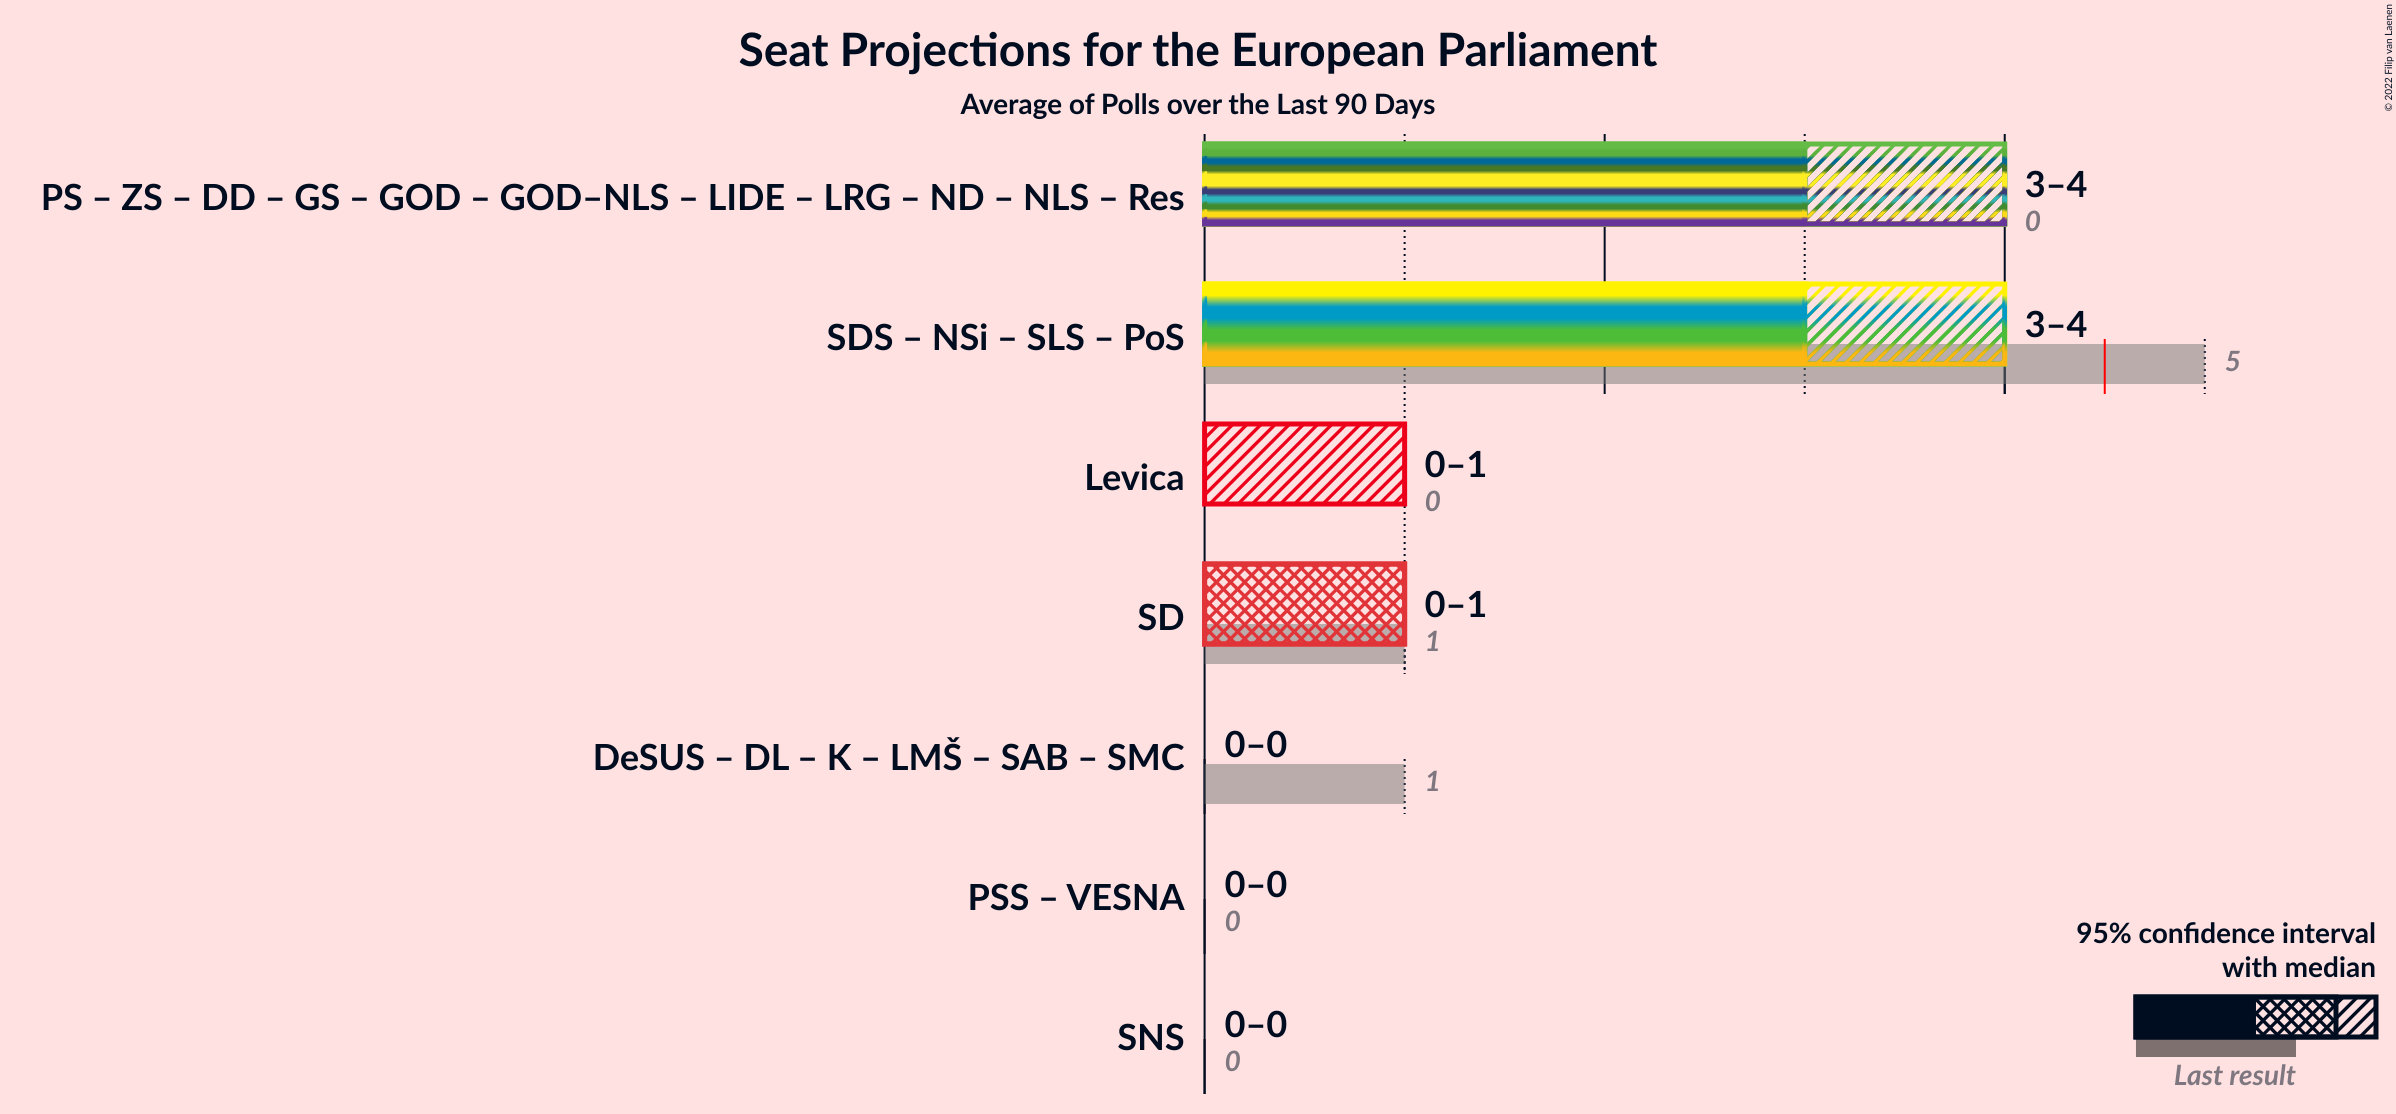 Seat Projections for the European Parliament
Average of Polls over the Last 90 Days
© 2022 Filip van Laenen
PS – ZS – DD – GS – GOD – GOD–NLS – LIDE – LRG – ND – NLS – Res
3–4
0
SDS – NSi – SLS – PoS
3–4
5
Levica
0–1
0
SD
0–1
1
DeSUS – DL – K – LMŠ – SAB – SMC
0–0
1
PSS – VESNA
0–0
0
SNS
0–0
0
95% confidence interval
with median
Last result